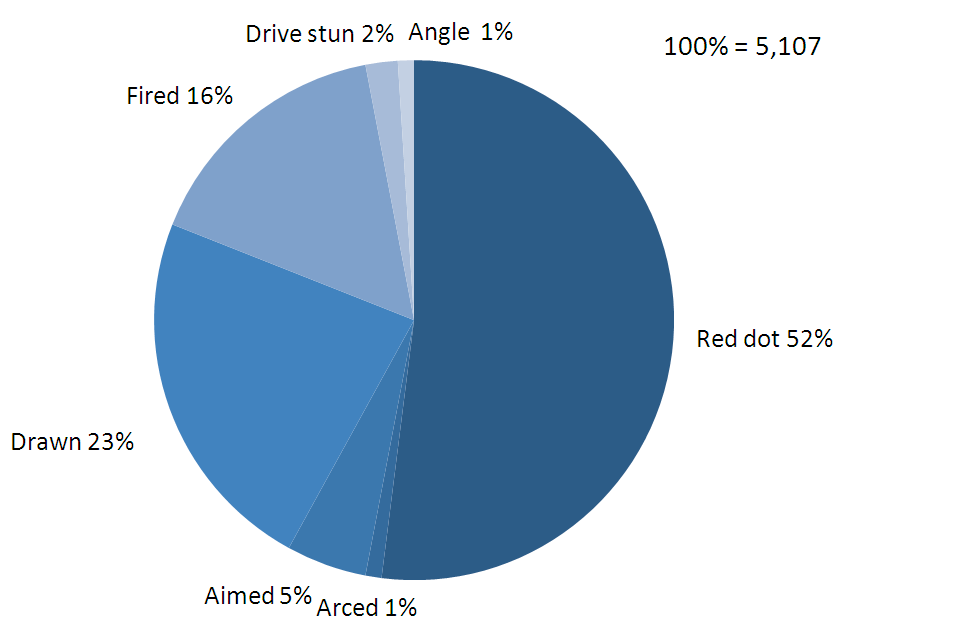 Drive stun 2%
Angle 1%
100% = 5,107
Fired 16%
Red dot 52%
Drawn 23%
Aimed 5%
Arced 1%